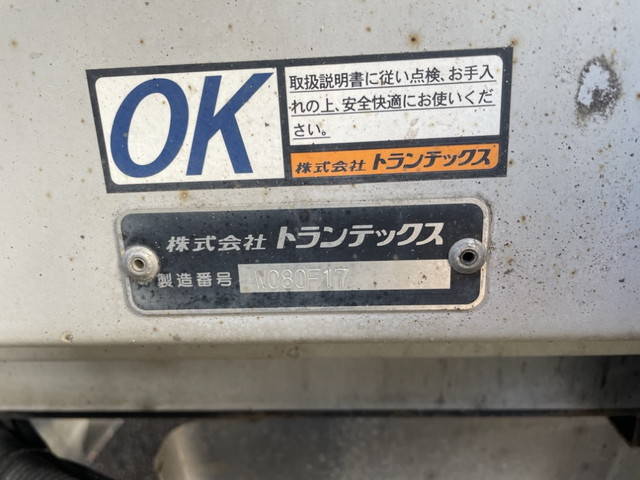 OK
取扱説明書に従い点検、お手入
れの上、安全快適にお使いくだ
さい。
株式会社 トランテックス
株式会社 トランテックス
製造番号 N080F17